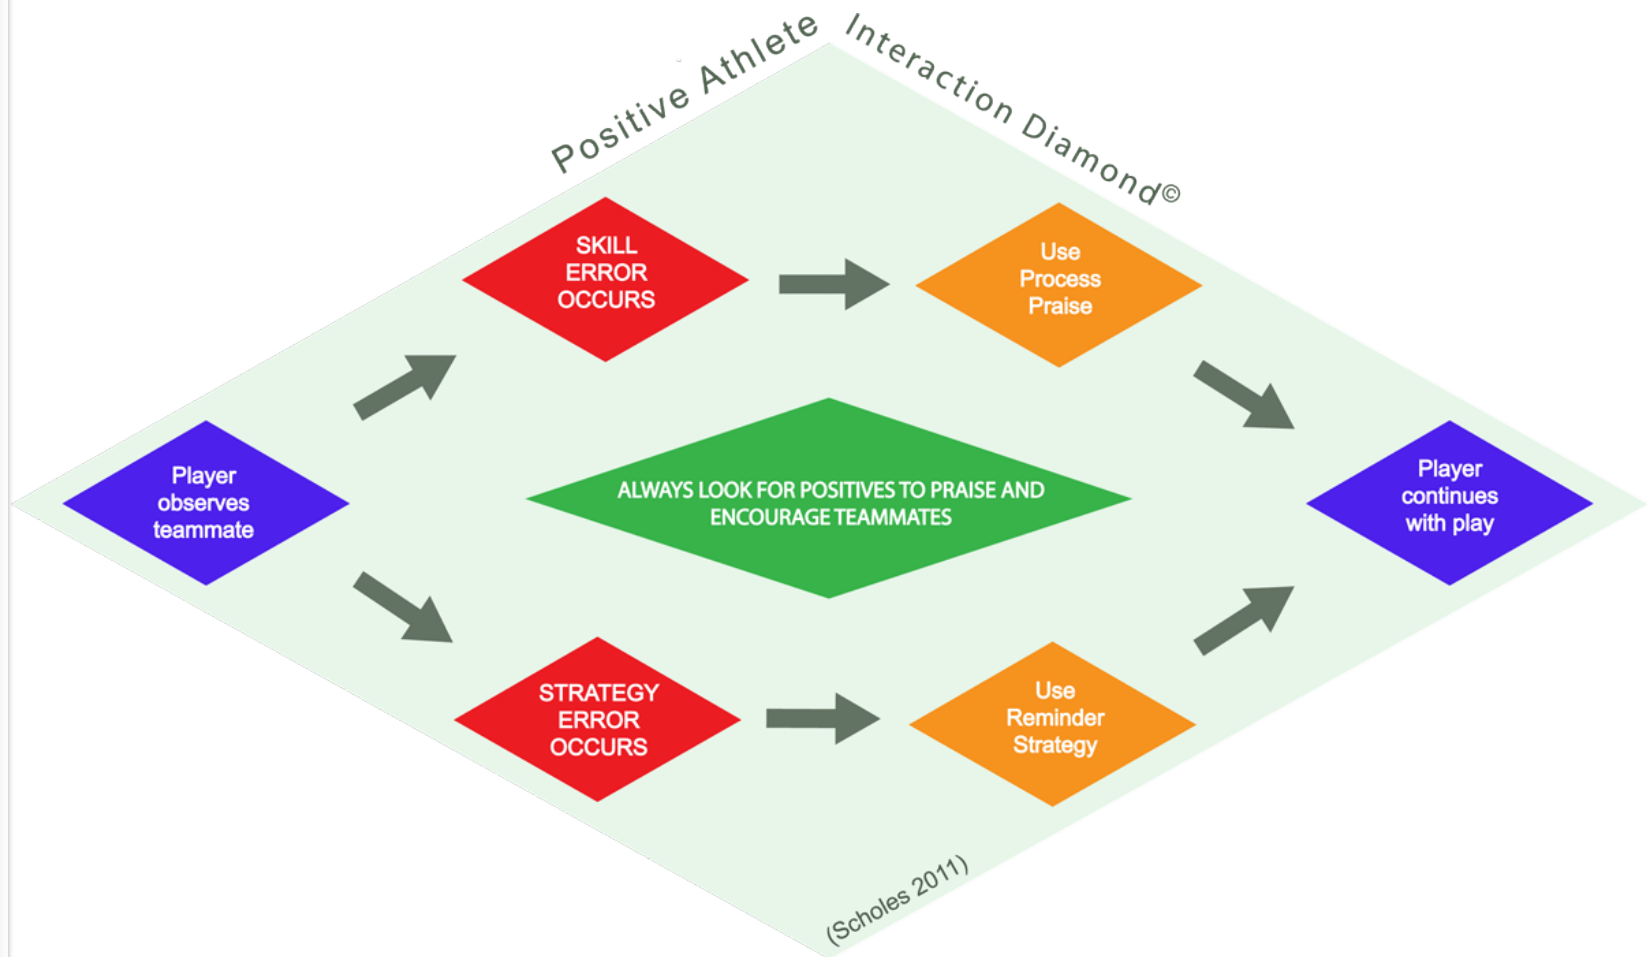 Positive Athlete Interaction Diamond©
SKILL
ERROR
OCCURS
Use
Process
Praise
Player
observes
teammate
ALWAYS LOOK FOR POSITIVES TO PRAISE AND
ENCOURAGE TEAMMATES
Player
continues
with play
STRATEGY
ERROR
OCCURS
Use
Reminder
Strategy
(Scholes 2011)